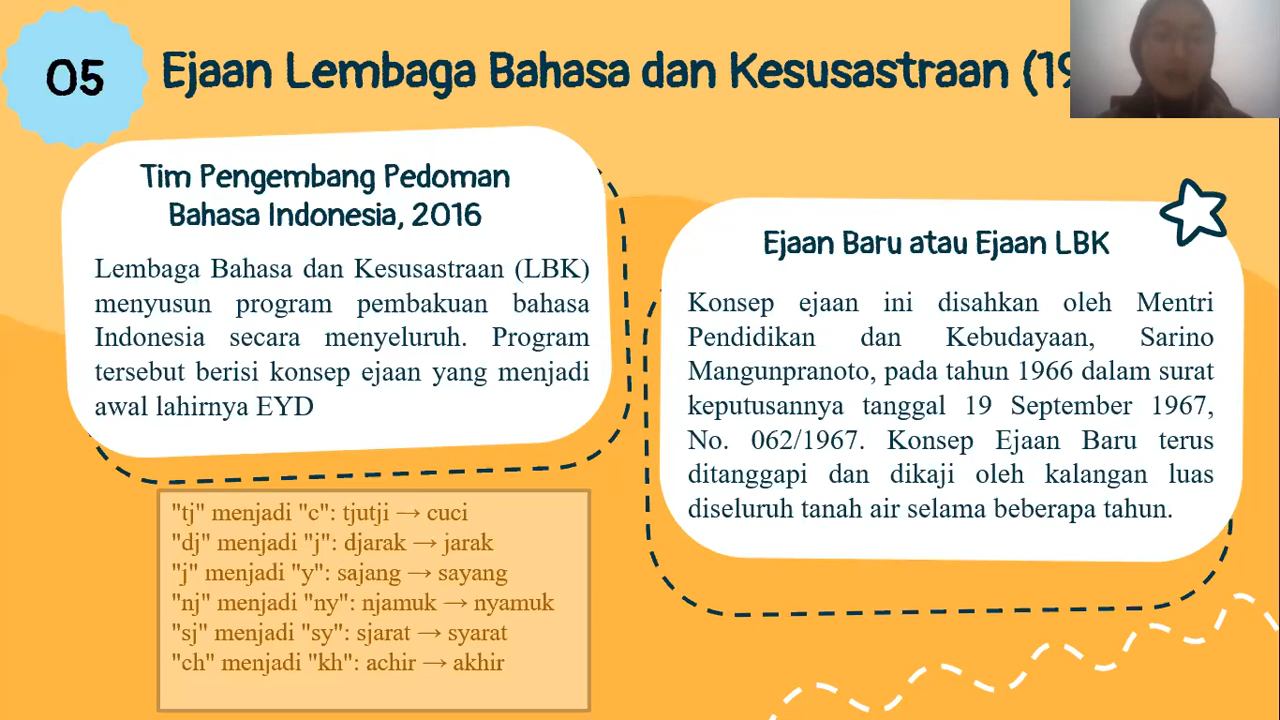 05
Ejaan Lembaga Bahasa dan Kesusastraan (19
Tim Pengembang Pedoman
Bahasa Indonesia, 2016
Lembaga Bahasa dan Kesusastraan (LBK)
menyusun program pembakuan bahasa
Indonesia secara menyeluruh. Program
tersebut berisi konsep ejaan yang menjadi
awal lahirnya EYD
"tj" menjadi "c": tjutji → cuci
"dj" menjadi "j": djarak → jarak
"j" menjadi "y": sajang → sayang
"nj" menjadi "ny": njamuk → nyamuk
"sj" menjadi "sy": sjarat → syarat
"ch" menjadi "kh": achir → akhir
Ejaan Baru atau Ejaan LBK
Konsep ejaan ini disahkan oleh Mentri
Pendidikan dan Kebudayaan, Sarino
Mangunpranoto, pada tahun 1966 dalam surat
keputusannya tanggal 19 September 1967,
No. 062/1967. Konsep Ejaan Baru terus
ditanggapi dan dikaji oleh kalangan luas
diseluruh tanah air selama beberapa tahun.